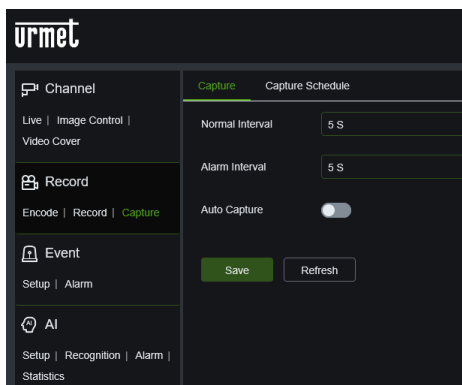 urmet
Channel
Live | Image Control |
Video Cover
Record
Encode | Record | Capture
Event
Setup | Alarm
AI
AI
Setup | Recognition | Alarm |
Statistics
Capture Capture Schedule
Normal Interval 5 S
Alarm Interval 5 S
Auto Capture
Save Refresh